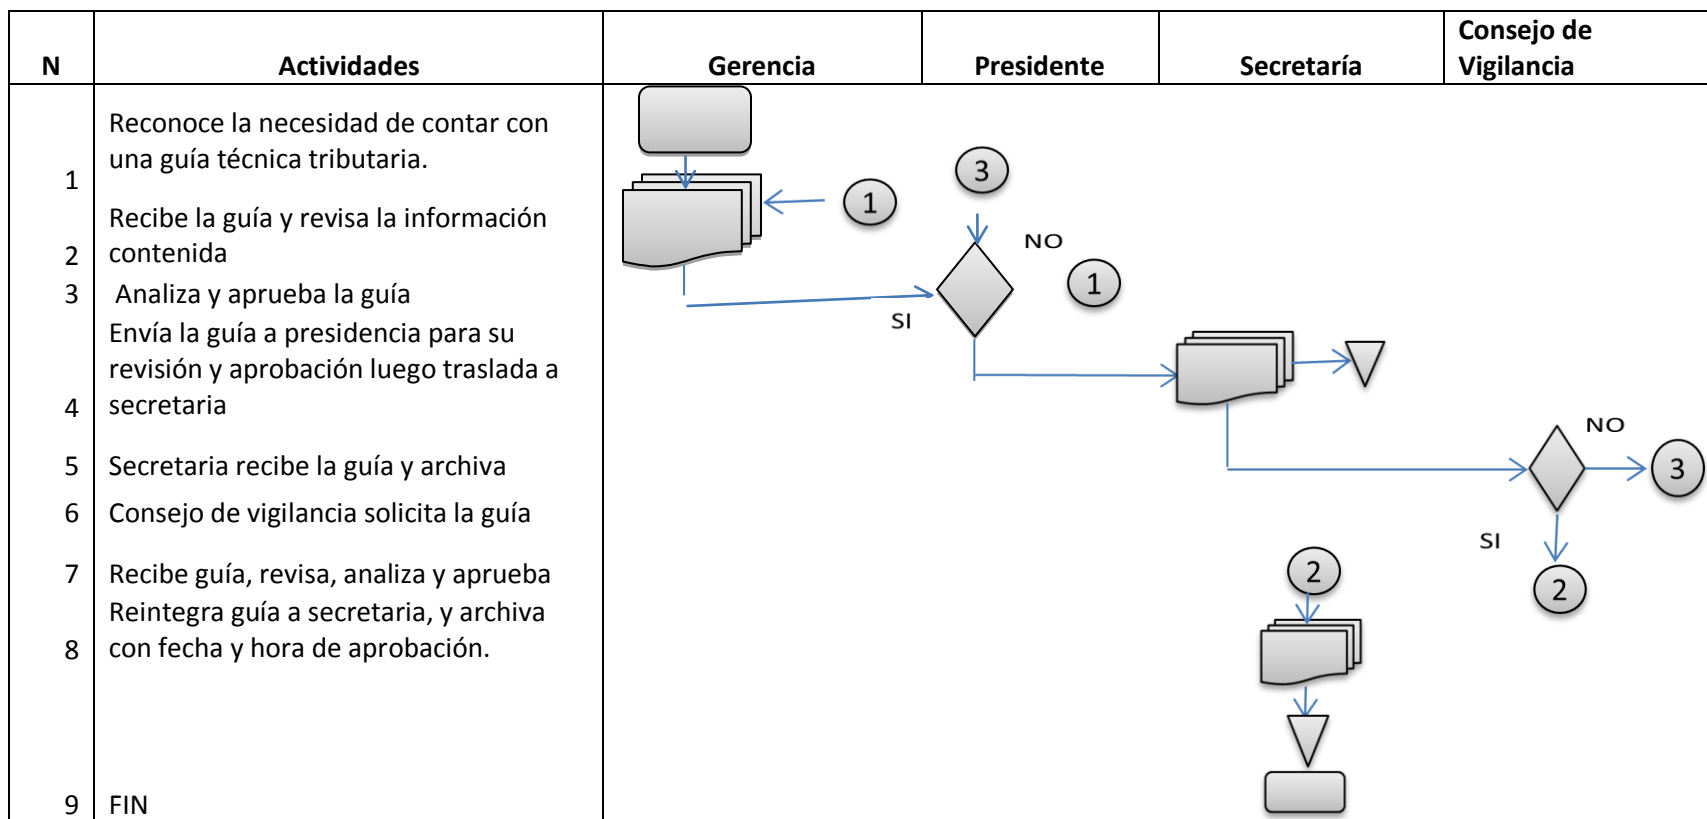 N
Actividades
Gerencia
Presidente
Secretaría
Consejo de
Vigilancia
1
Reconoce la necesidad de contar con
una guía técnica tributaria.
2
Recibe la guía y revisa la información
contenida
3
Analiza y aprueba la guía
4
Envía la guía a presidencia para su
revisión y aprobación luego traslada a
secretaria
5
Secretaria recibe la guía y archiva
6
Consejo de vigilancia solicita la guía
7
Recibe guía, revisa, analiza y aprueba
8
Reintegra guía a secretaria, y archiva
con fecha y hora de aprobación.
9
FIN
1
3
NO
1
SI
NO
3
SI
2
2